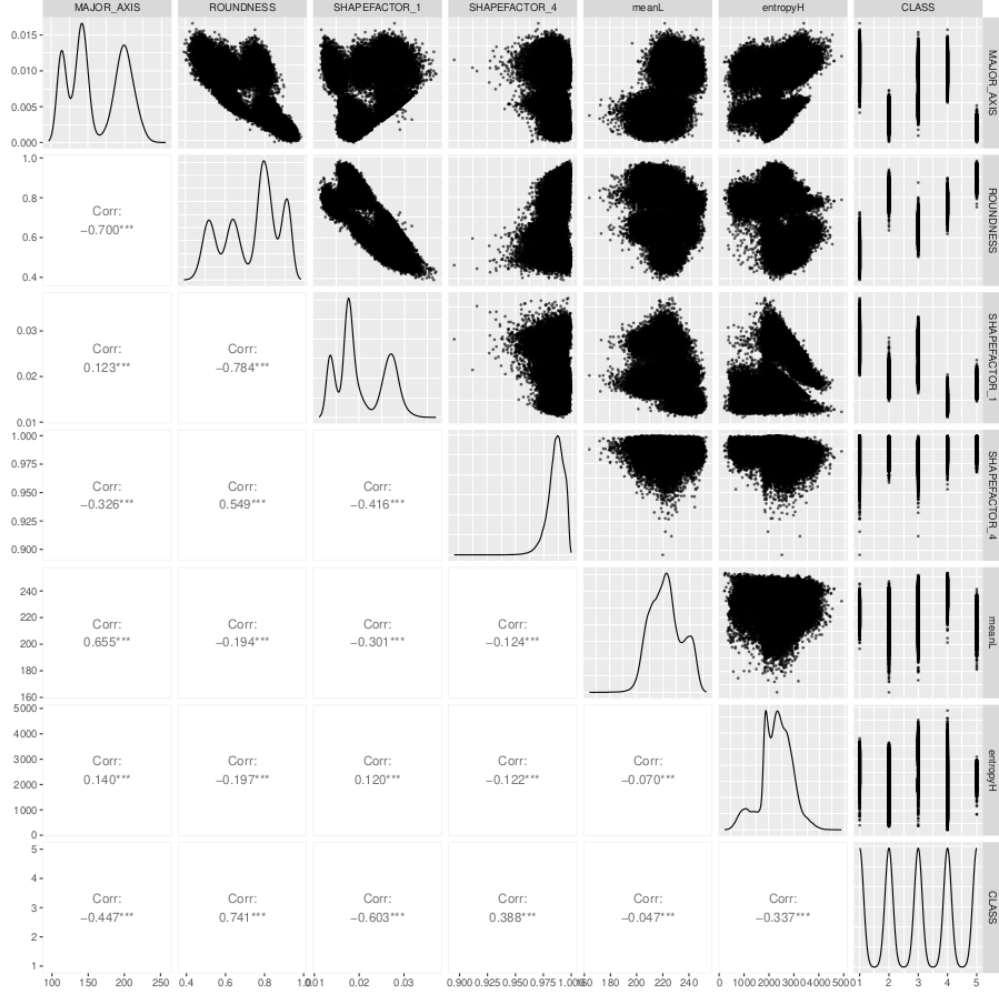 MAJOR_AXIS ROUNDNESS SHAPEFACTOR_1 SHAPEFACTOR_4 meanL entropyH CLASS
0.015
0.010
0.005
0.000
MAJOR_AXIS
1.0
0.8
0.6
0.4
Corr:
−0.700***
ROUNDNESS
0.03
0.02
0.01
Corr: Corr:
0.123*** −0.784***
SHAPEFACTOR_1
1.000
0.975
0.950
0.925
0.900
Corr: Corr: Corr:
−0.326*** 0.549*** −0.416***
SHAPEFACTOR_4
240
220
200
180
160
Corr: Corr: Corr: Corr:
0.655*** −0.194*** −0.301*** −0.124***
meanL
5000
4000
3000
2000
1000
0
Corr: Corr: Corr: Corr: Corr:
0.140*** −0.197*** 0.120*** −0.122*** −0.070***
entropyH
5
4
3
2
1
Corr: Corr: Corr: Corr: Corr: Corr:
−0.447*** 0.741*** −0.603*** 0.388*** −0.047*** −0.337***
CLASS
100 150 200 250 0.4 0.6 0.8 1.0 0.01 0.02 0.03 0.900 0.925 0.950 0.975 1.000 160 180 200 220 240 0 1000 2000 3000 4000 5000 1 2 3 4 5